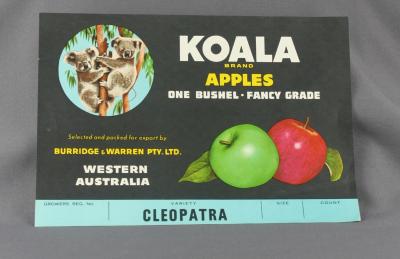 KOALA
BRAND
APPLES
ONE BUSHEL · FANCY GRADE
Selected and packed for export by
BURRIDGE & WARREN PTY. LTD.
WESTERN
AUSTRALIA
GROWERS REG. No. VARIETY SIZE COUNT
CLEOPATRA